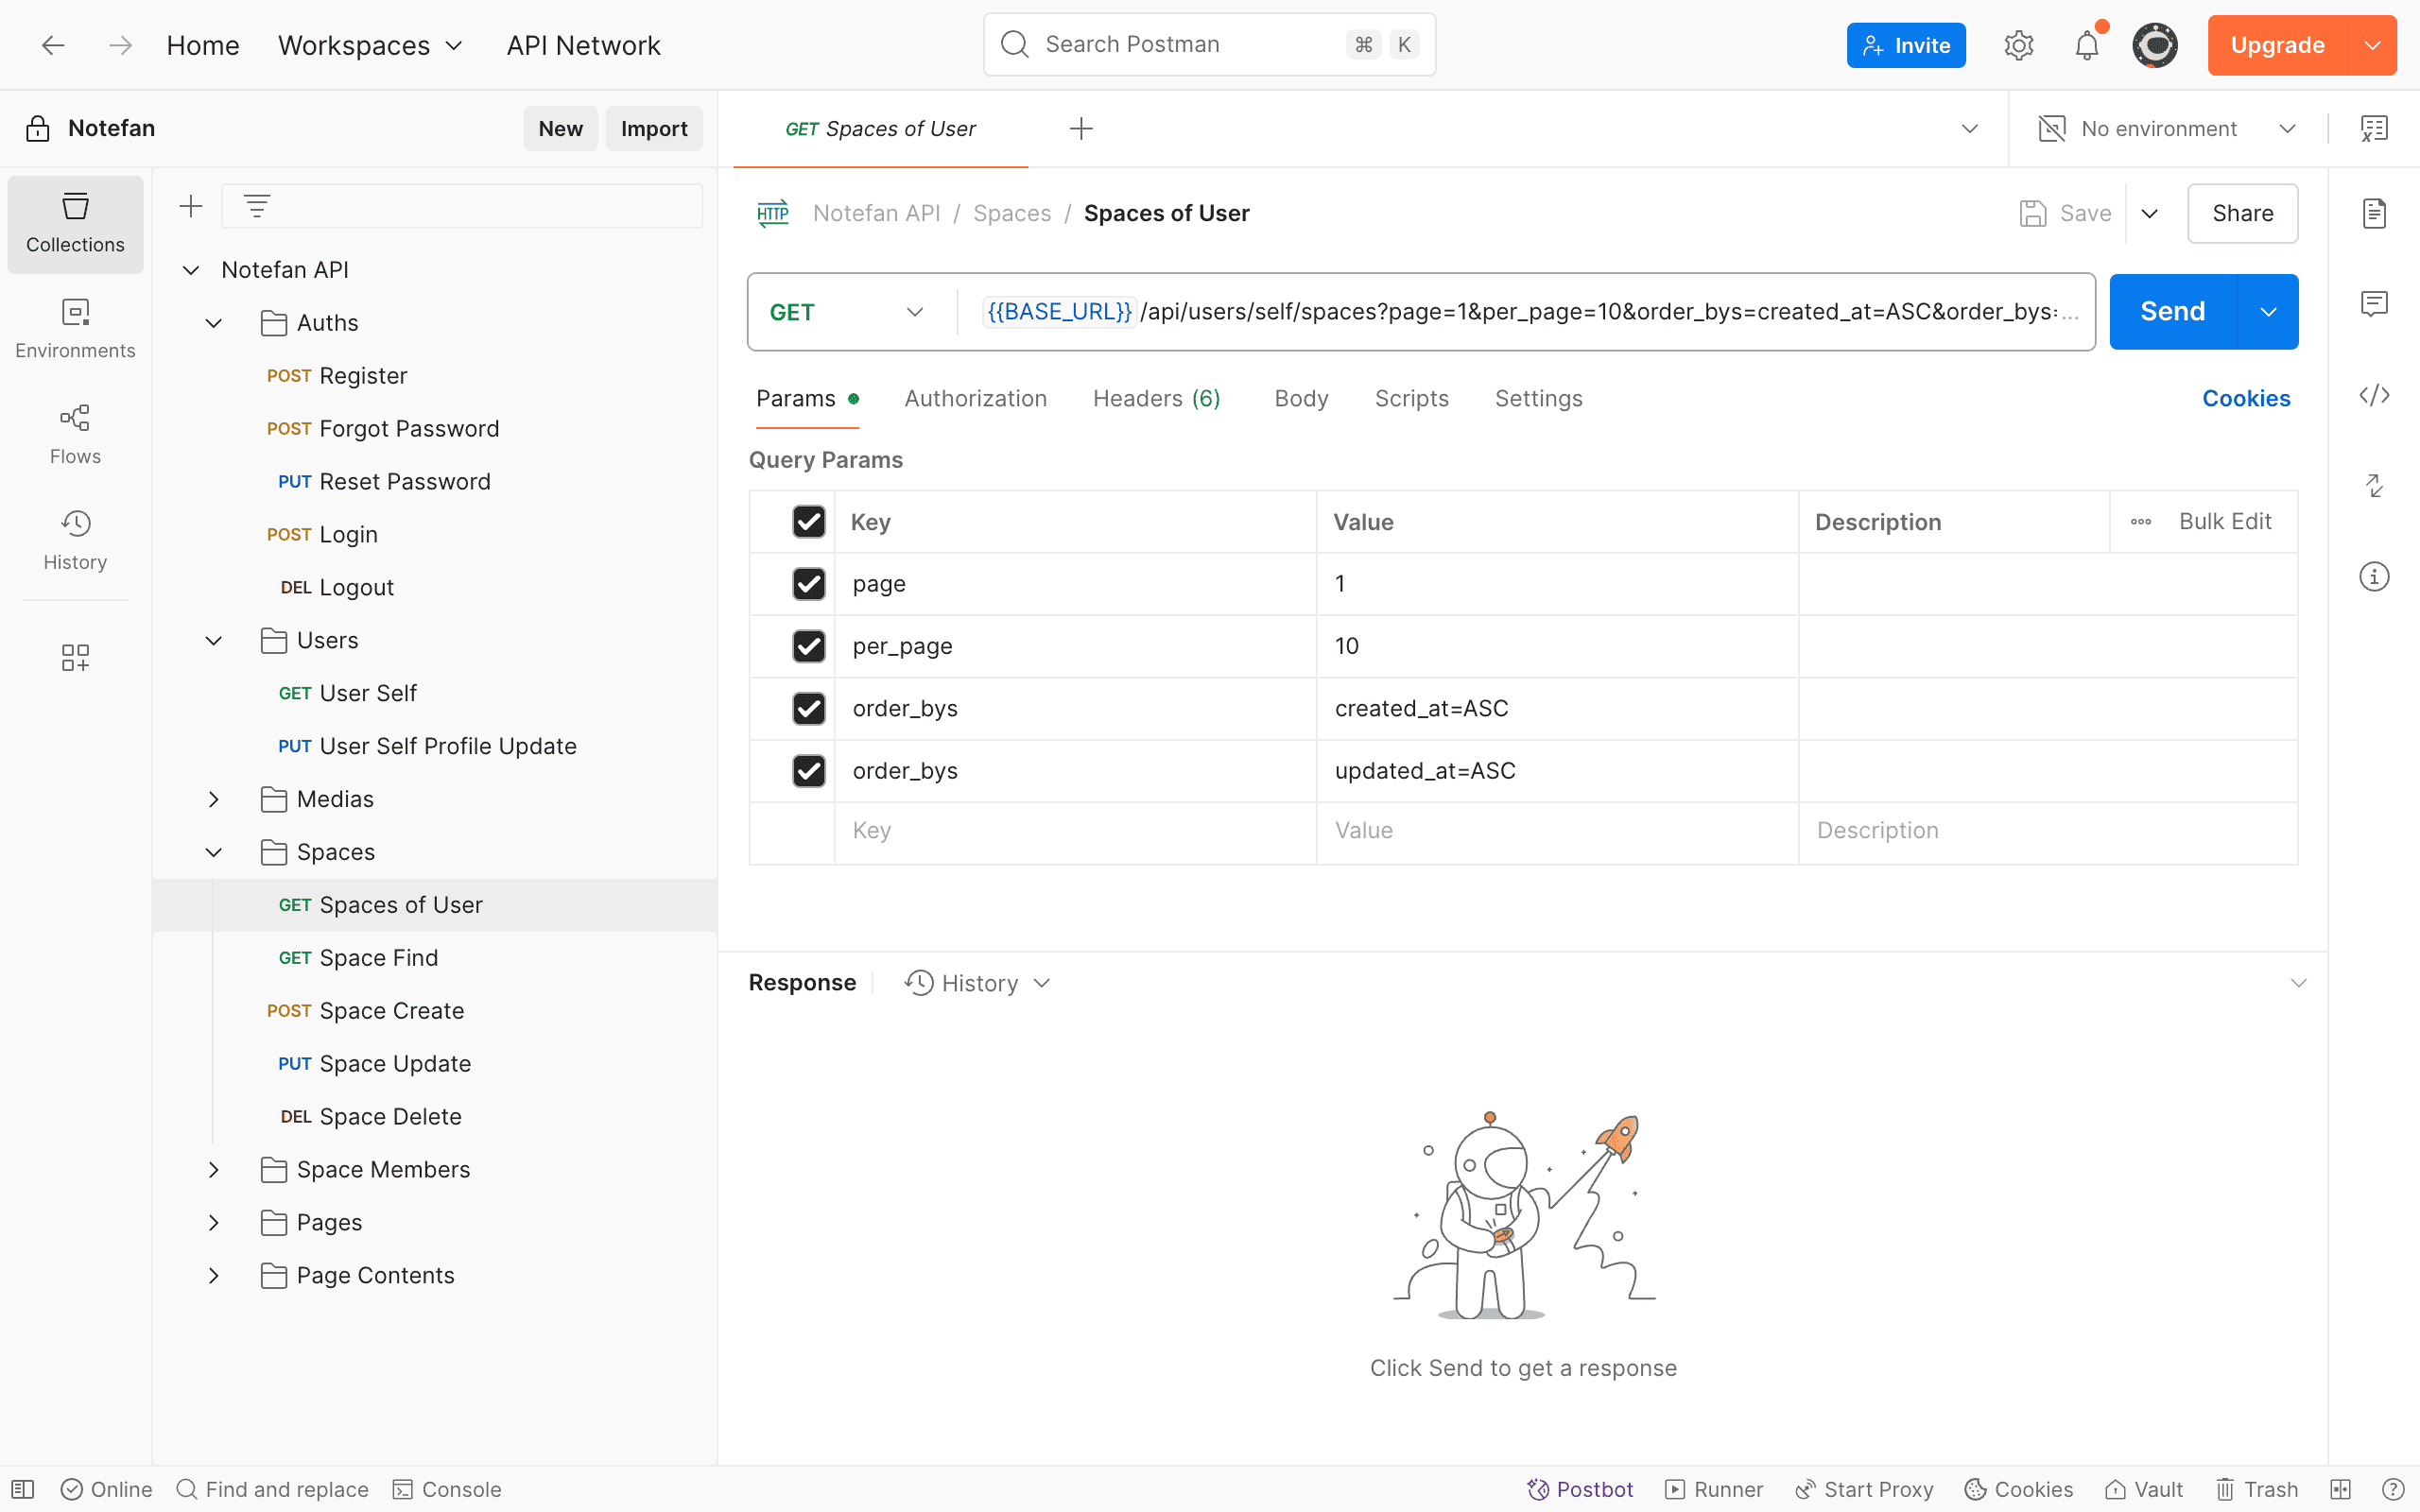 Home Workspaces API Network Search Postman ⌘ K Invite Upgrade
Notefan New Import GET Spaces of User No environment
Collections
Environments
Flows
History
Notefan API
Auths
POST Register
POST Forgot Password
PUT Reset Password
POST Login
DEL Logout
Users
GET User Self
PUT User Self Profile Update
Medias
Spaces
GET Spaces of User
GET Space Find
POST Space Create
PUT Space Update
DEL Space Delete
Space Members
Pages
Page Contents
HTTP Notefan API / Spaces / Spaces of User Save Share
GET {{BASE_URL}}/api/users/self/spaces?page=1&per_page=10&order_bys=created_at=ASC&order_bys:... Send
Params Authorization Headers (6) Body Scripts Settings Cookies
Query Params
Key Value Description Bulk Edit
page 1
per_page 10
order_bys created_at=ASC
order_bys updated_at=ASC
Key Value Description
Response History
Click Send to get a response
Online Find and replace Console Postbot Runner Start Proxy Cookies Vault Trash